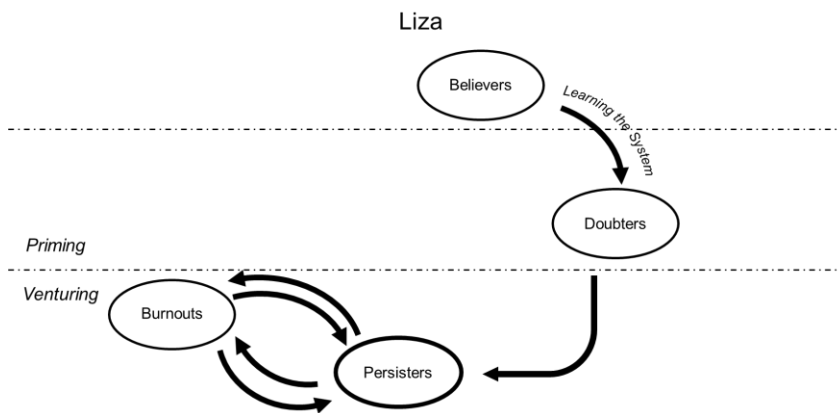 Liza
Believers
Learning the System
Doubters
Priming
Venturing
Burnouts
Persisters